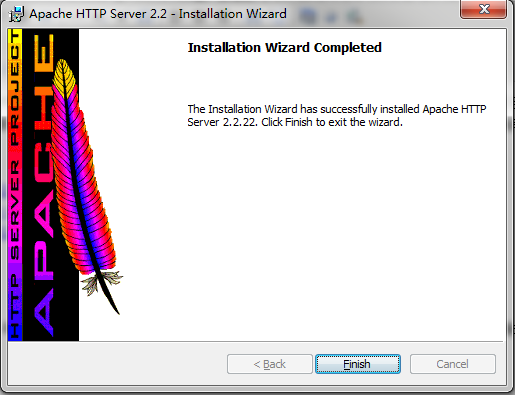 Apache HTTP Server 2.2 - Installation Wizard
HTTP SERVER PROJECT
APACHE
Installation Wizard Completed
The Installation Wizard has successfully installed Apache HTTP
Server 2.2.22. Click Finish to exit the wizard.
< Back
Finish
Cancel